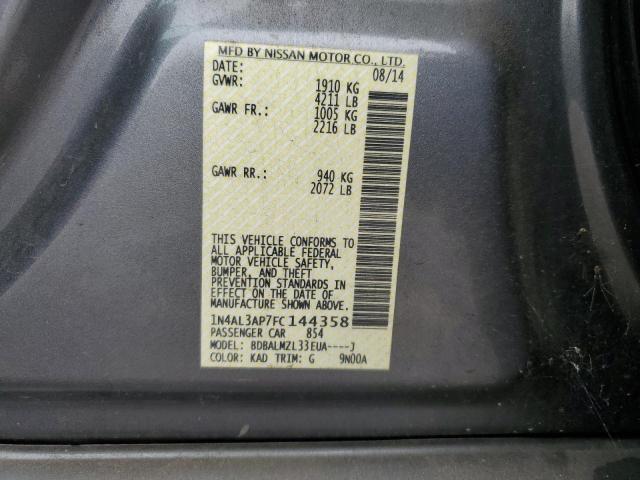 MFD BY NISSAN MOTOR CO., LTD.
DATE: 08/14
GVWR: 1910 KG
4211 LB
GAWR FR.: 1005 KG
2216 LB
GAWR RR.: 940 KG
2072 LB
THIS VEHICLE CONFORMS TO
ALL APPLICABLE FEDERAL
MOTOR VEHICLE SAFETY,
BUMPER, AND THEFT
PREVENTION STANDARDS IN
EFFECT ON THE DATE OF
MANUFACTURE SHOWN ABOVE.
1N4AL3AP7FC144358
PASSENGER CAR 854
MODEL: BDBALMZL33EUA----J
COLOR: KAD TRIM: G 9N00A